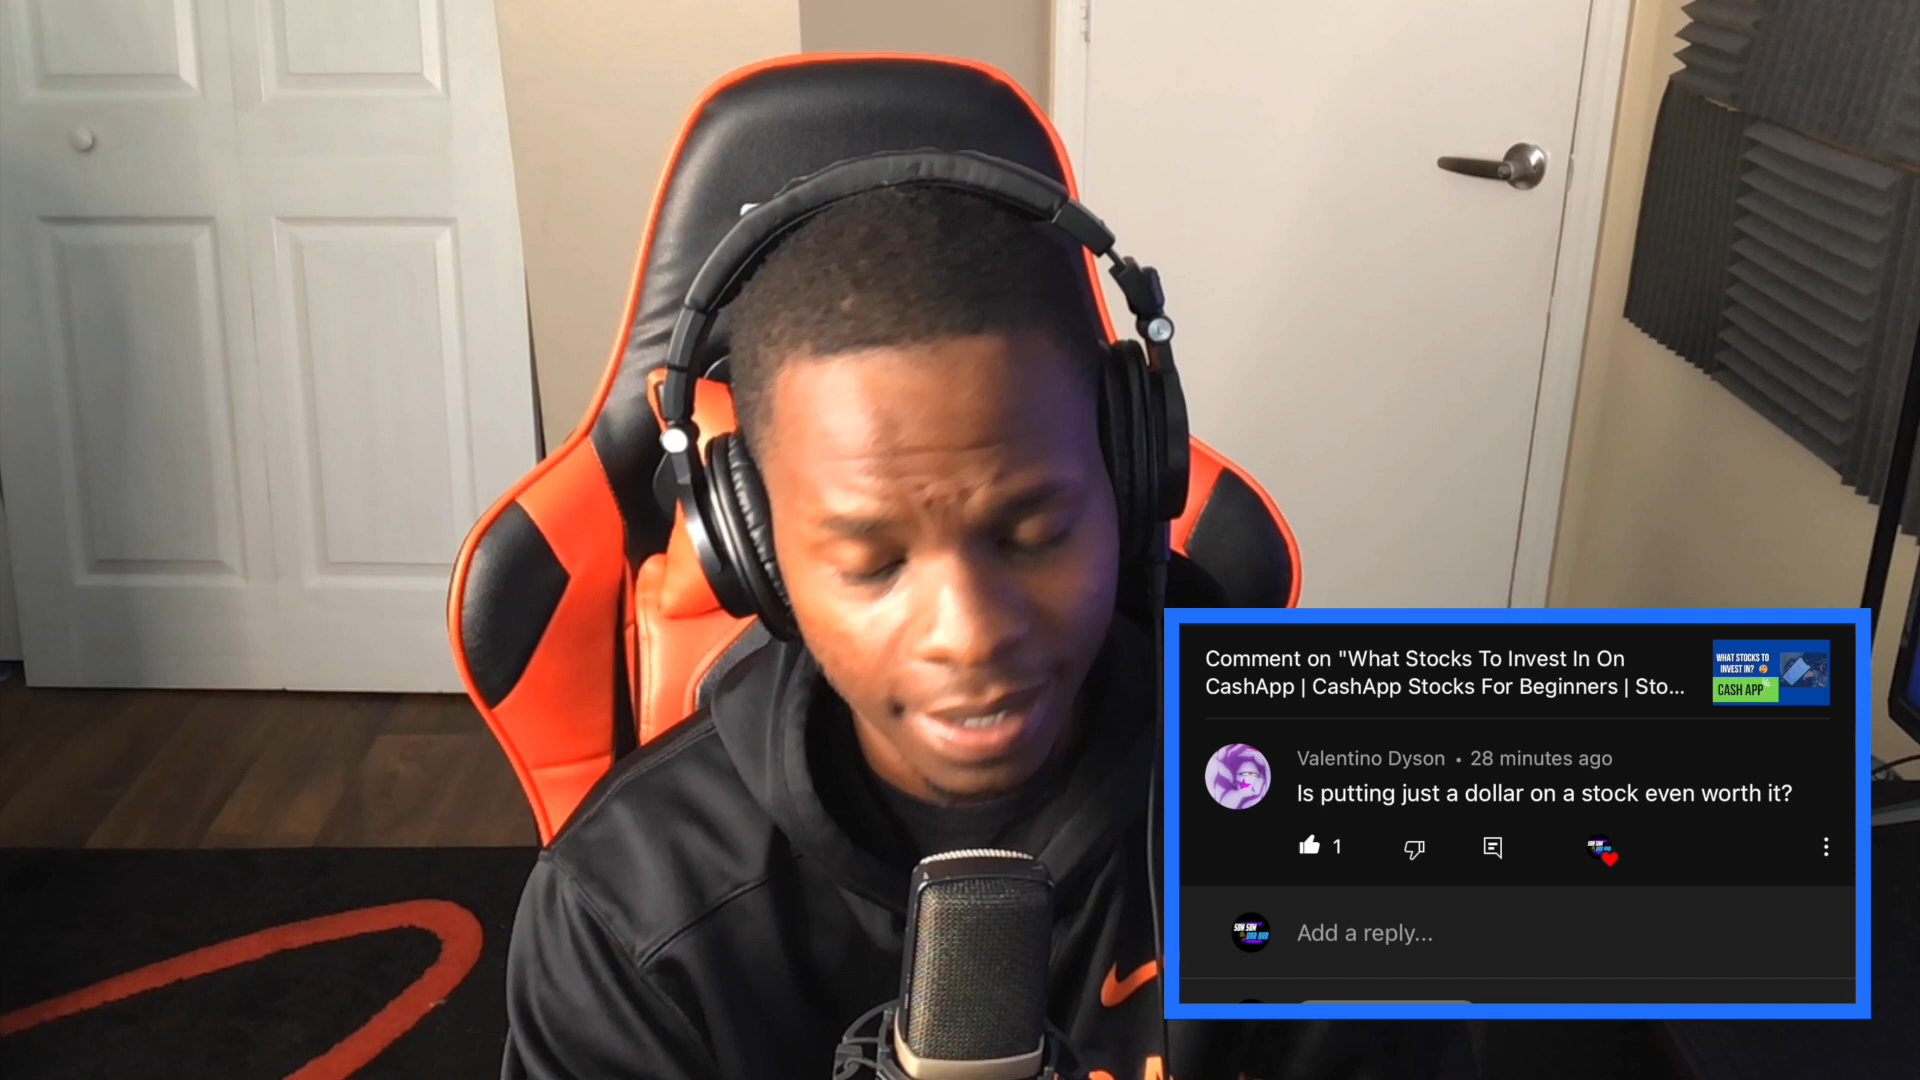 Comment on "What Stocks To Invest In On
CashApp | CashApp Stocks For Beginners | Sto...
WHAT STOCKS TO
INVEST IN?
CASH APP
Valentino Dyson • 28 minutes ago
Is putting just a dollar on a stock even worth it?
1
Add a reply...